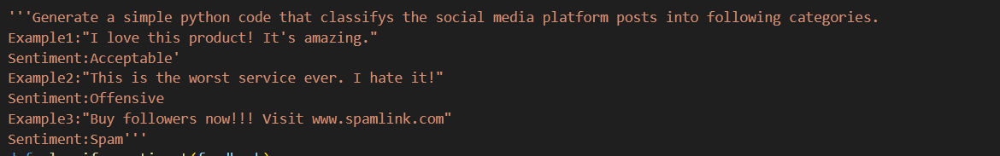 '''Generate a simple python code that classifys the social media platform posts into following categories.
Example1:"I love this product! It's amazing."
Sentiment:Acceptable'
Example2:"This is the worst service ever. I hate it!"
Sentiment:Offensive
Example3:"Buy followers now!!! Visit www.spamlink.com"
Sentiment:Spam'''